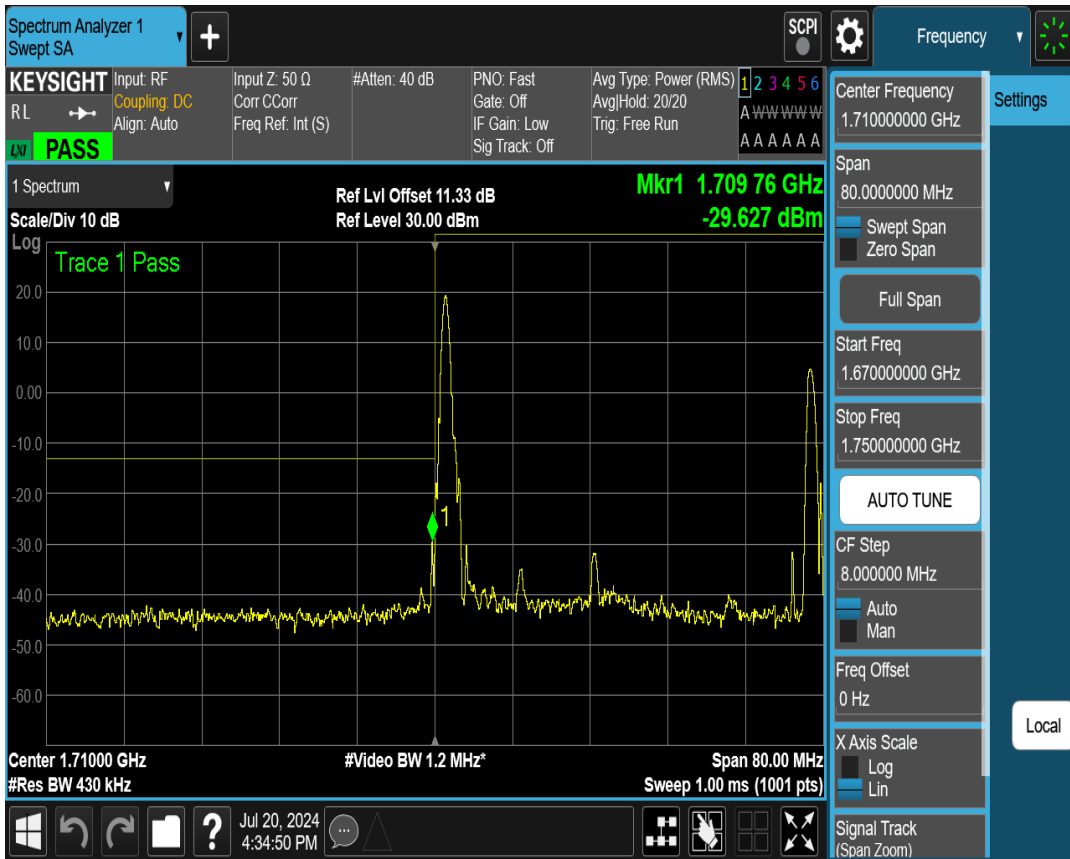 Spectrum Analyzer 1
Swept SA
+
SCPI
Frequency
KEYSIGHT
R L
LXI
PASS
Input: RF
Coupling: DC
Align: Auto
Input Z: 50 Ω
Corr CCorr
Freq Ref: Int (S)
#Atten: 40 dB
PNO: Fast
Gate: Off
IF Gain: Low
Sig Track: Off
Avg Type: Power (RMS)
Avg|Hold: 20/20
Trig: Free Run
1 2 3 4 5 6
A W W W W W
A A A A A A
1 Spectrum
Scale/Div 10 dB
Ref Lvl Offset 11.33 dB
Ref Level 30.00 dBm
Mkr1 1.709 76 GHz
-29.627 dBm
Log
Trace 1 Pass
20.0
10.0
0.00
-10.0
-20.0
-30.0
-40.0
-50.0
-60.0
1
Center 1.71000 GHz
#Res BW 430 kHz
#Video BW 1.2 MHz*
Span 80.00 MHz
Sweep 1.00 ms (1001 pts)
Center Frequency
1.710000000 GHz
Span
80.0000000 MHz
Swept Span
Zero Span
Full Span
Start Freq
1.670000000 GHz
Stop Freq
1.750000000 GHz
AUTO TUNE
CF Step
8.000000 MHz
Auto
Man
Freq Offset
0 Hz
X Axis Scale
Log
Lin
Signal Track
(Span Zoom)
Settings
Local
?
Jul 20, 2024
4:34:50 PM